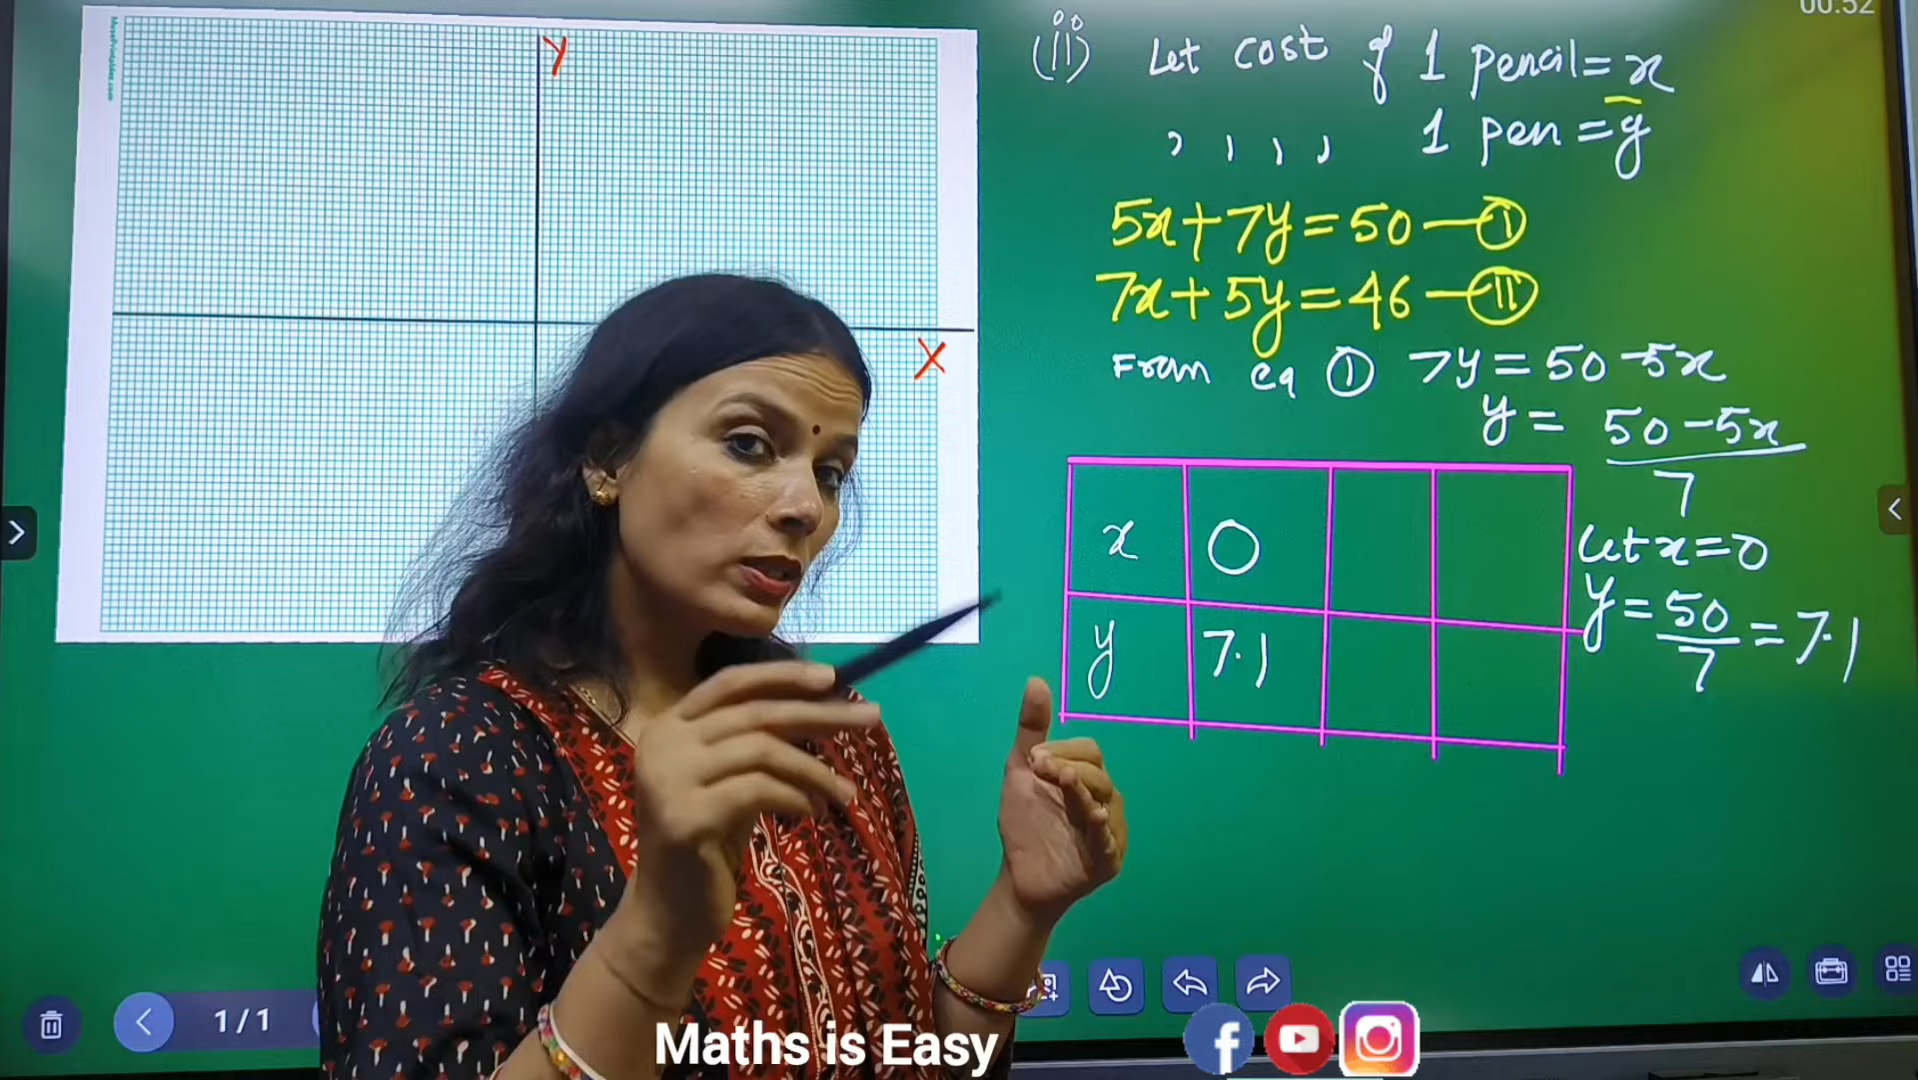 00:52
(ii) Let cost of 1 pencil = x
, , , , 1 pen = y
5x+7y=50 — I
7x+5y=46 — II
From eq I 7y = 50-5x
y = 50-5x / 7
x 0
y 7.1
Let x=0
y = 50/7 = 7.1
Y
X
1/1
Maths is Easy